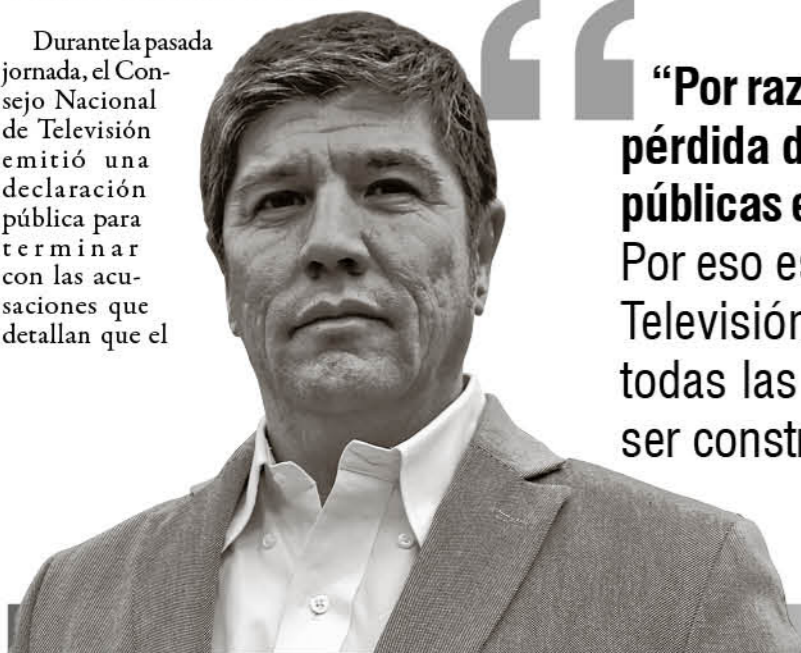 Durante la pasada
jornada, el Con-
sejo Nacional
de Televisión
emitió una
declaración
pública para
terminar
con las acu-
saciones que
detallan que el
“Por raz
pérdida d
públicas e
Por eso es
Televisión
todas las
ser constr